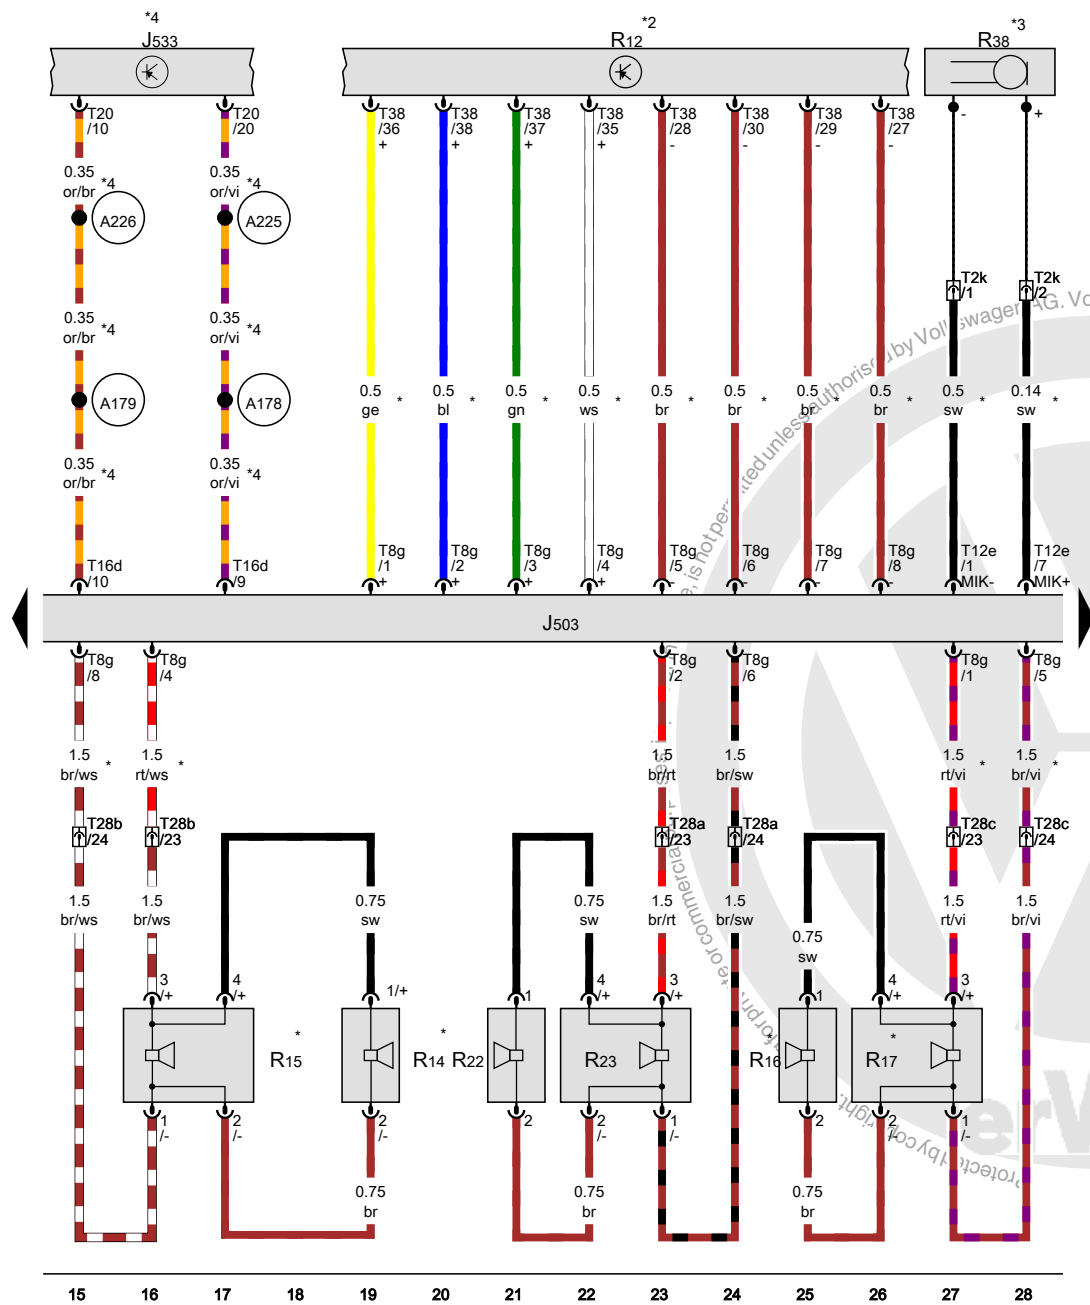 *4
J533
*2
R12
*3
R38
T20
/10
T20
/20
T38
/36
+
T38
/38
+
T38
/37
+
T38
/35
+
T38
/28
-
T38
/30
-
T38
/29
-
T38
/27
-
-
+
0.35
or/br *4
0.35
or/vi *4
A226
A225
T2k
/1
T2k
/2
0.35
or/br *4
0.35
or/vi *4
A179
A178
0.5
ge *
0.5
bl *
0.5
gn *
0.5
ws *
0.5
br *
0.5
br *
0.5
br *
0.5
br *
0.5
sw *
0.14
sw *
0.35
or/br *4
0.35
or/vi *4
T16d
/10
T16d
/9
T8g
/1
+
T8g
/2
+
T8g
/3
+
T8g
/4
+
T8g
/5
-
T8g
/6
-
T8g
/7
-
T8g
/8
-
T12e
/1
MIK-
T12e
/7
MIK+
J503
T8g
/8
T8g
/4
T8g
/2
T8g
/6
T8g
/1
T8g
/5
1.5
br/ws *
1.5
rt/ws *
1.5
br/rt
1.5
br/sw
1.5
rt/vi *
1.5
br/vi *
T28b
/24
T28b
/23
T28a
/23
T28a
/24
T28c
/23
T28c
/24
1.5
br/ws
1.5
br/ws
0.75
sw
0.75
sw
1.5
br/rt
1.5
br/sw
0.75
sw
1.5
rt/vi
1.5
br/vi
3
/+
4
/+
1/+
1
4
/+
3
/+
1
4
/+
3
/+
R15 *
R14 *
R22
R23
R16 *
R17 *
1
/-
2
/-
2
/-
2
2
/-
1
/-
2
2
/-
1
/-
0.75
br
0.75
br
0.75
br
15 16 17 18 19 20 21 22 23 24 25 26 27 28